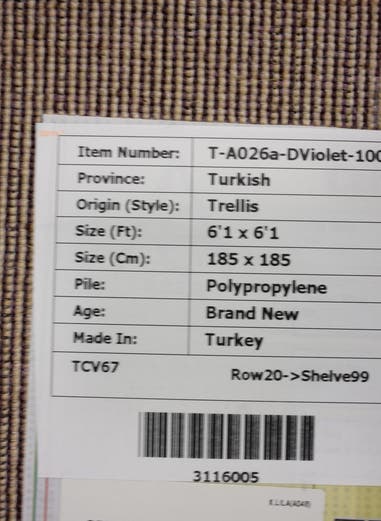 Item Number: T-A026a-DViolet-100
Province: Turkish
Origin (Style): Trellis
Size (Ft): 6'1 x 6'1
Size (Cm): 185 x 185
Pile: Polypropylene
Age: Brand New
Made In: Turkey
TCV67 Row20->Shelve99
3116005